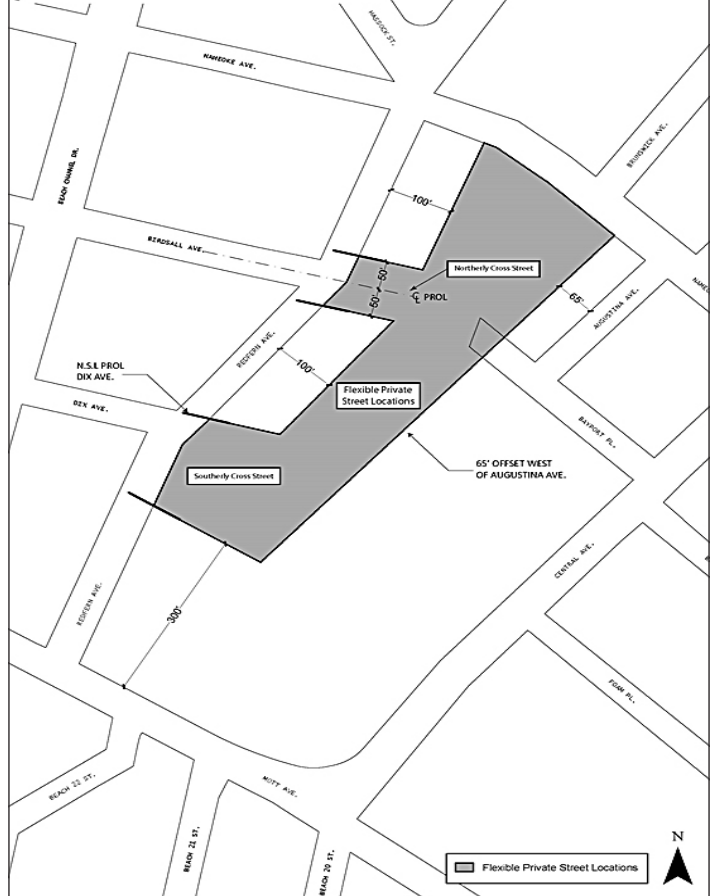 HASSOCK ST.
NAMEOKE AVE.
BRUNSWICK AVE.
BEACH CHANNEL DR.
100'
BIRDSALL AVE.
50'
Northerly Cross Street
℄ PROL
50'
65'
AUGUSTINA AVE.
REDFERN AVE.
N.S.L PROL
DIX AVE.
100'
Flexible Private
Street Locations
DIX AVE.
BAYPORT PL.
65' OFFSET WEST
OF AUGUSTINA AVE.
Southerly Cross Street
CENTRAL AVE.
REDFERN AVE.
300'
FOAM PL.
BEACH 22 ST.
MOTT AVE.
BEACH 21 ST.
BEACH 20 ST.
N
Flexible Private Street Locations